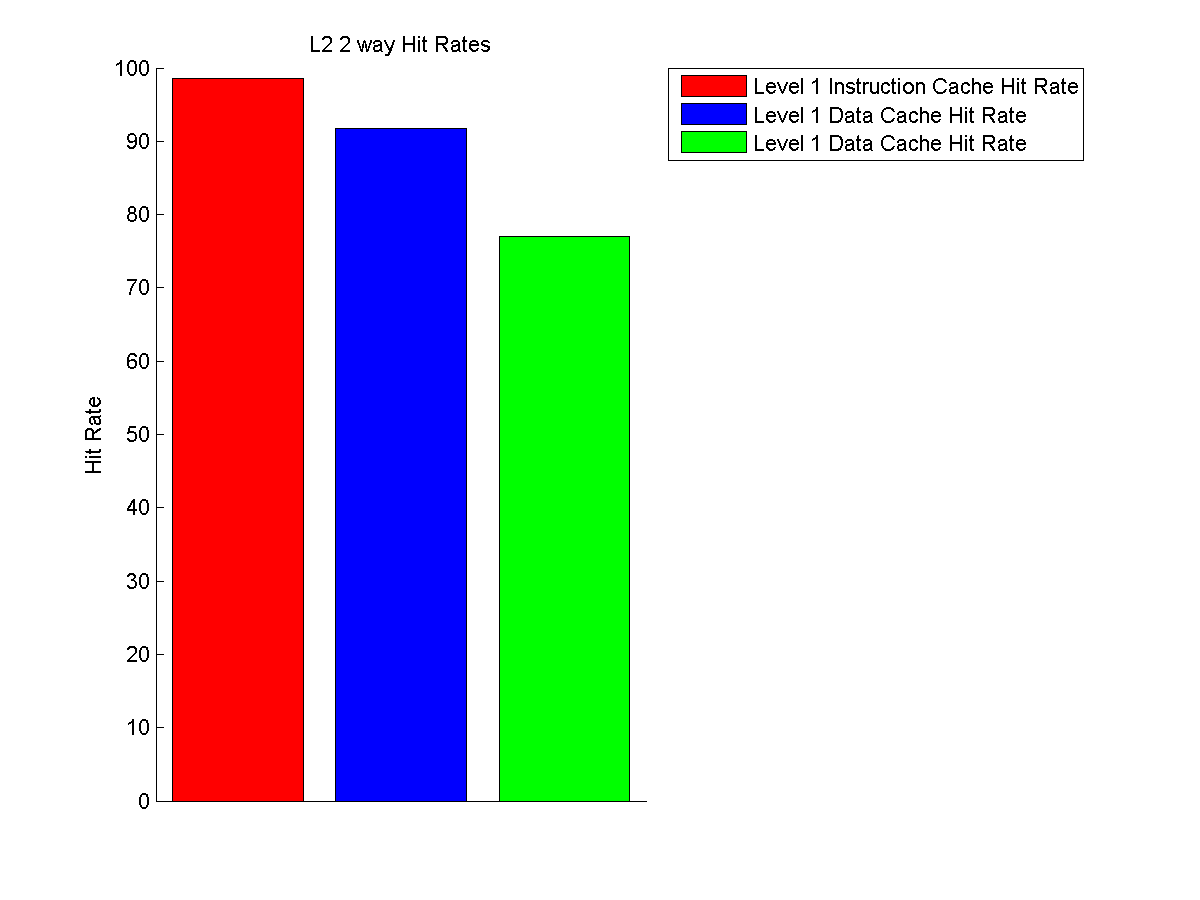 L2 2 way Hit Rates
100
90
80
70
60
50
40
30
20
10
0
Hit Rate
Level 1 Instruction Cache Hit Rate
Level 1 Data Cache Hit Rate
Level 1 Data Cache Hit Rate